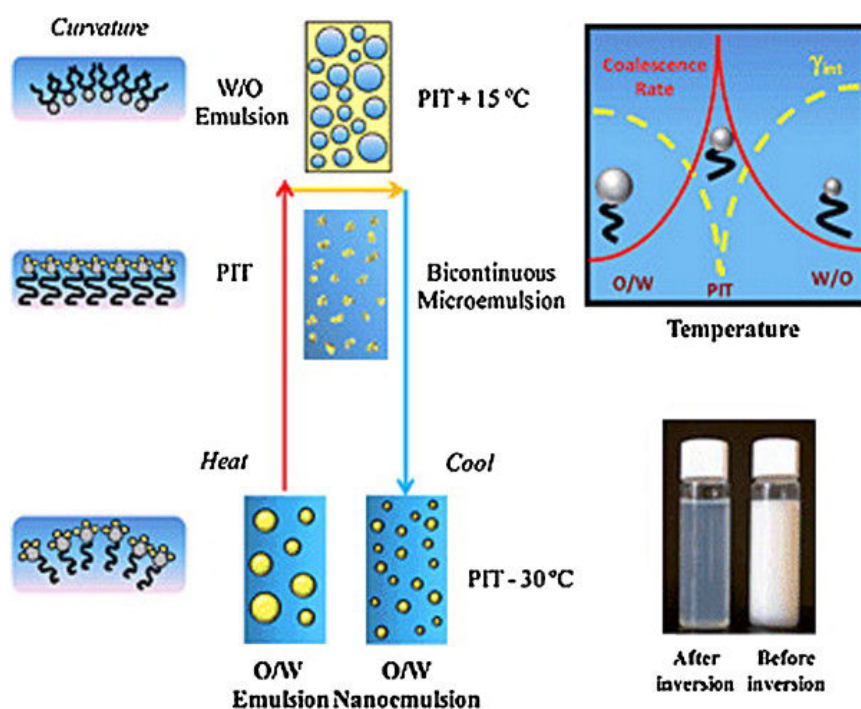 Curvature
W/O
Emulsion
PIT + 15 °C
PIT
Bicontinuous
Microemulsion
Heat
Cool
PIT - 30 °C
O/W
Emulsion
O/W
Nanoemulsion
Coalescence
Rate
γint
O/W
PIT
W/O
Temperature
After
inversion
Before
inversion